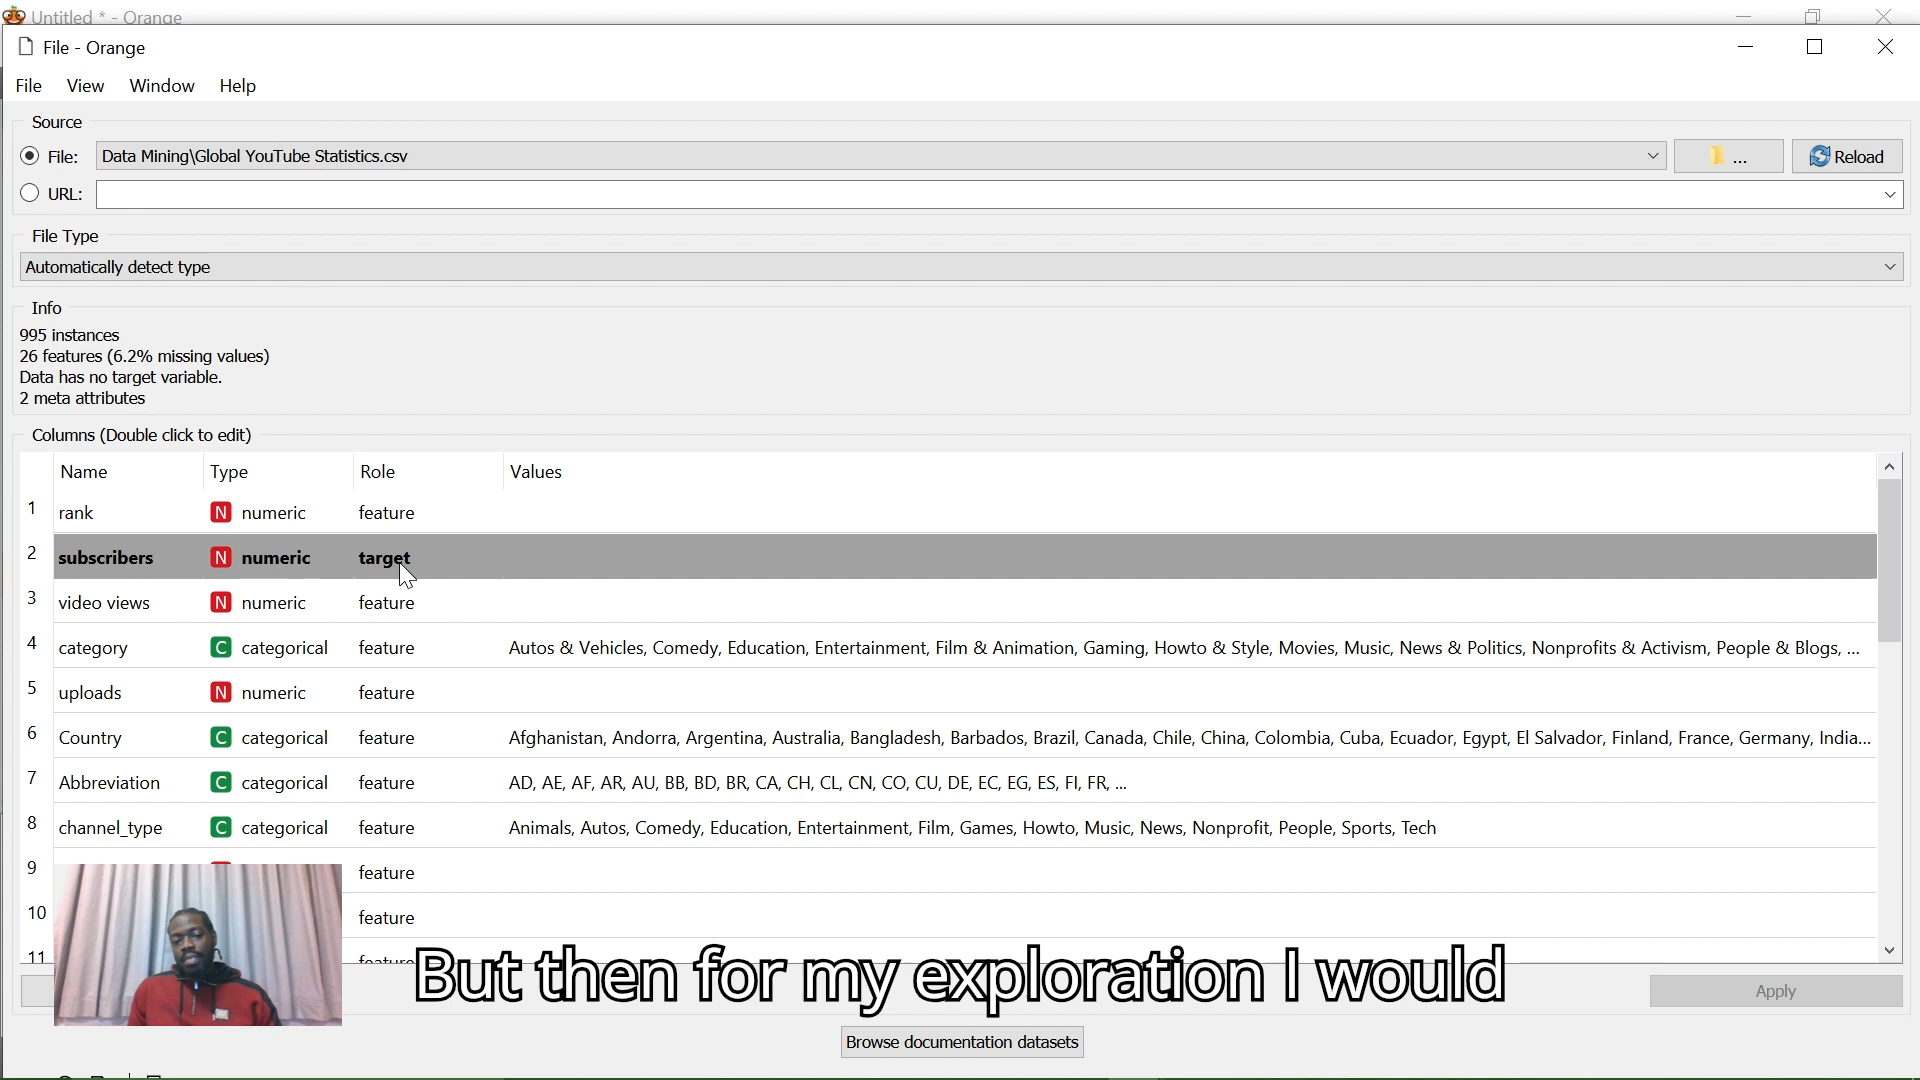 Untitled * - Orange
File - Orange
File View Window Help
Source
File: Data Mining\Global YouTube Statistics.csv ... Reload
URL:
File Type
Automatically detect type
Info
995 instances
26 features (6.2% missing values)
Data has no target variable.
2 meta attributes
Columns (Double click to edit)
Name Type Role Values
1 rank N numeric feature
2 subscribers N numeric target
3 video views N numeric feature
4 category C categorical feature Autos & Vehicles, Comedy, Education, Entertainment, Film & Animation, Gaming, Howto & Style, Movies, Music, News & Politics, Nonprofits & Activism, People & Blogs, ...
5 uploads N numeric feature
6 Country C categorical feature Afghanistan, Andorra, Argentina, Australia, Bangladesh, Barbados, Brazil, Canada, Chile, China, Colombia, Cuba, Ecuador, Egypt, El Salvador, Finland, France, Germany, India...
7 Abbreviation C categorical feature AD, AE, AF, AR, AU, BB, BD, BR, CA, CH, CL, CN, CO, CU, DE, EC, EG, ES, FI, FR, ...
8 channel_type C categorical feature Animals, Autos, Comedy, Education, Entertainment, Film, Games, Howto, Music, News, Nonprofit, People, Sports, Tech
9 feature
10 feature
11 feature
But then for my exploration I would
Apply
Browse documentation datasets